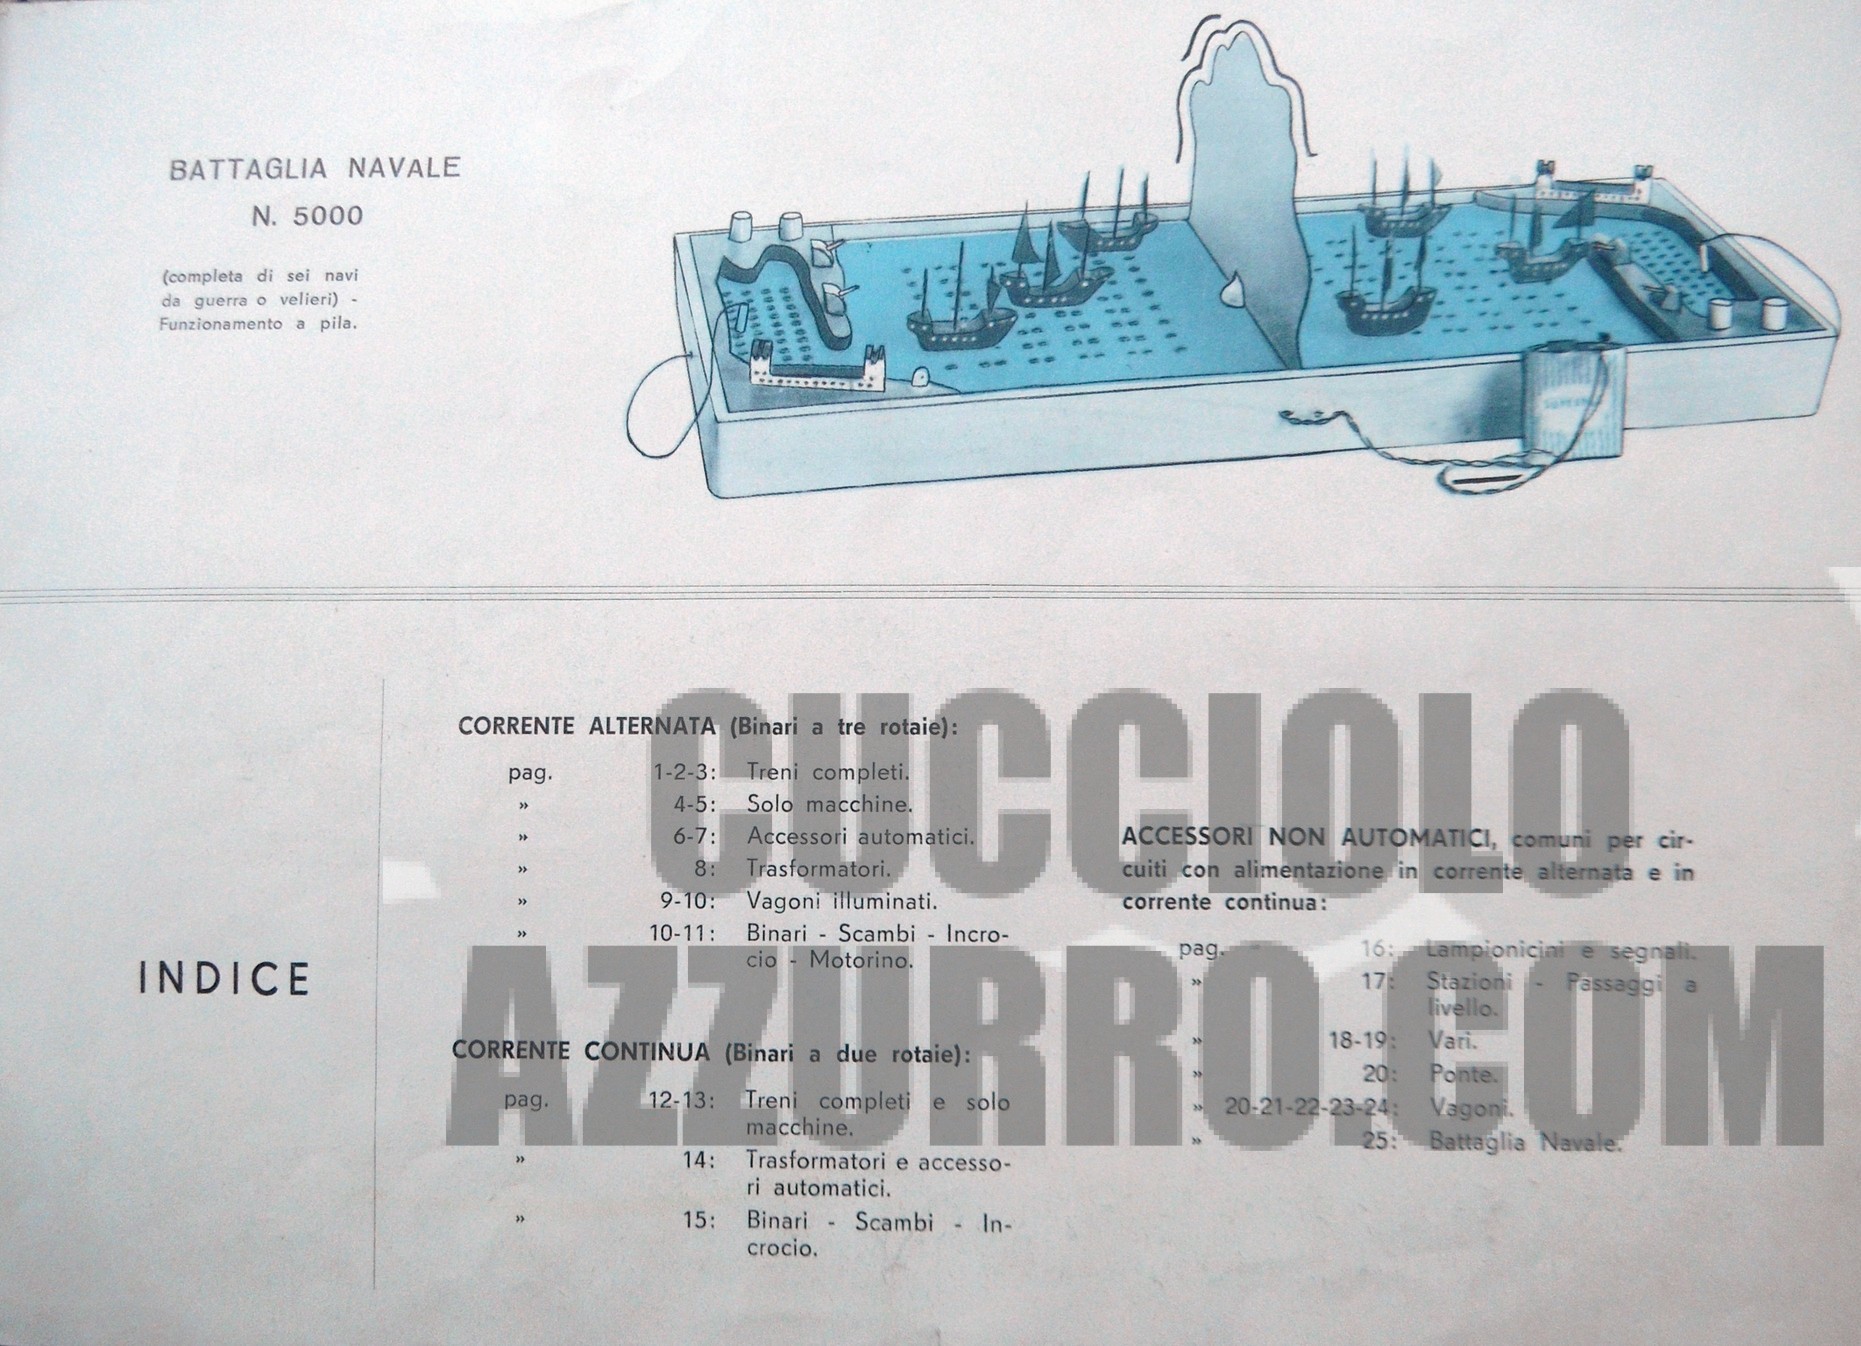 BATTAGLIA NAVALE
N. 5000
(completa di sei navi
da guerra o velieri) -
Funzionamento a pila.
INDICE
CORRENTE ALTERNATA (Binari a tre rotaie):
pag. 1-2-3: Treni completi.
» 4-5: Solo macchine.
» 6-7: Accessori automatici.
» 8: Trasformatori.
» 9-10: Vagoni illuminati.
» 10-11: Binari - Scambi - Incro-
cio - Motorino.
CORRENTE CONTINUA (Binari a due rotaie):
pag. 12-13: Treni completi e solo
macchine.
» 14: Trasformatori e accesso-
ri automatici.
» 15: Binari - Scambi - In-
crocio.
ACCESSORI NON AUTOMATICI, comuni per cir-
cuiti con alimentazione in corrente alternata e in
corrente continua:
pag. 16: Lampionicini e segnali.
» 17: Stazioni - Passaggi a
livello.
» 18-19: Vari.
» 20: Ponte.
» 20-21-22-23-24: Vagoni.
» 25: Battaglia Navale.
CUCCIOLO
AZZURRO.COM